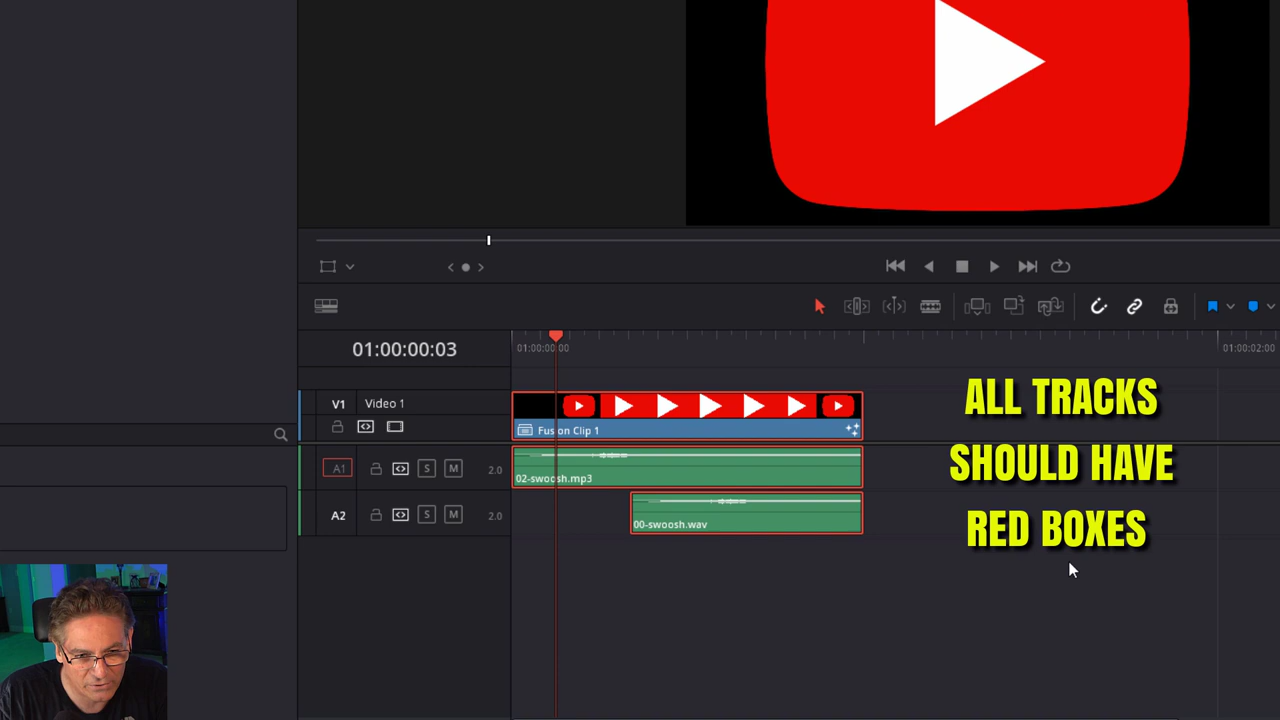 01:00:00:03
01:00:00:00
01:00:02:00
V1 Video 1
Fusion Clip 1
A1 S M 2.0
02-swoosh.mp3
A2 S M 2.0
00-swoosh.wav
ALL TRACKS
SHOULD HAVE
RED BOXES